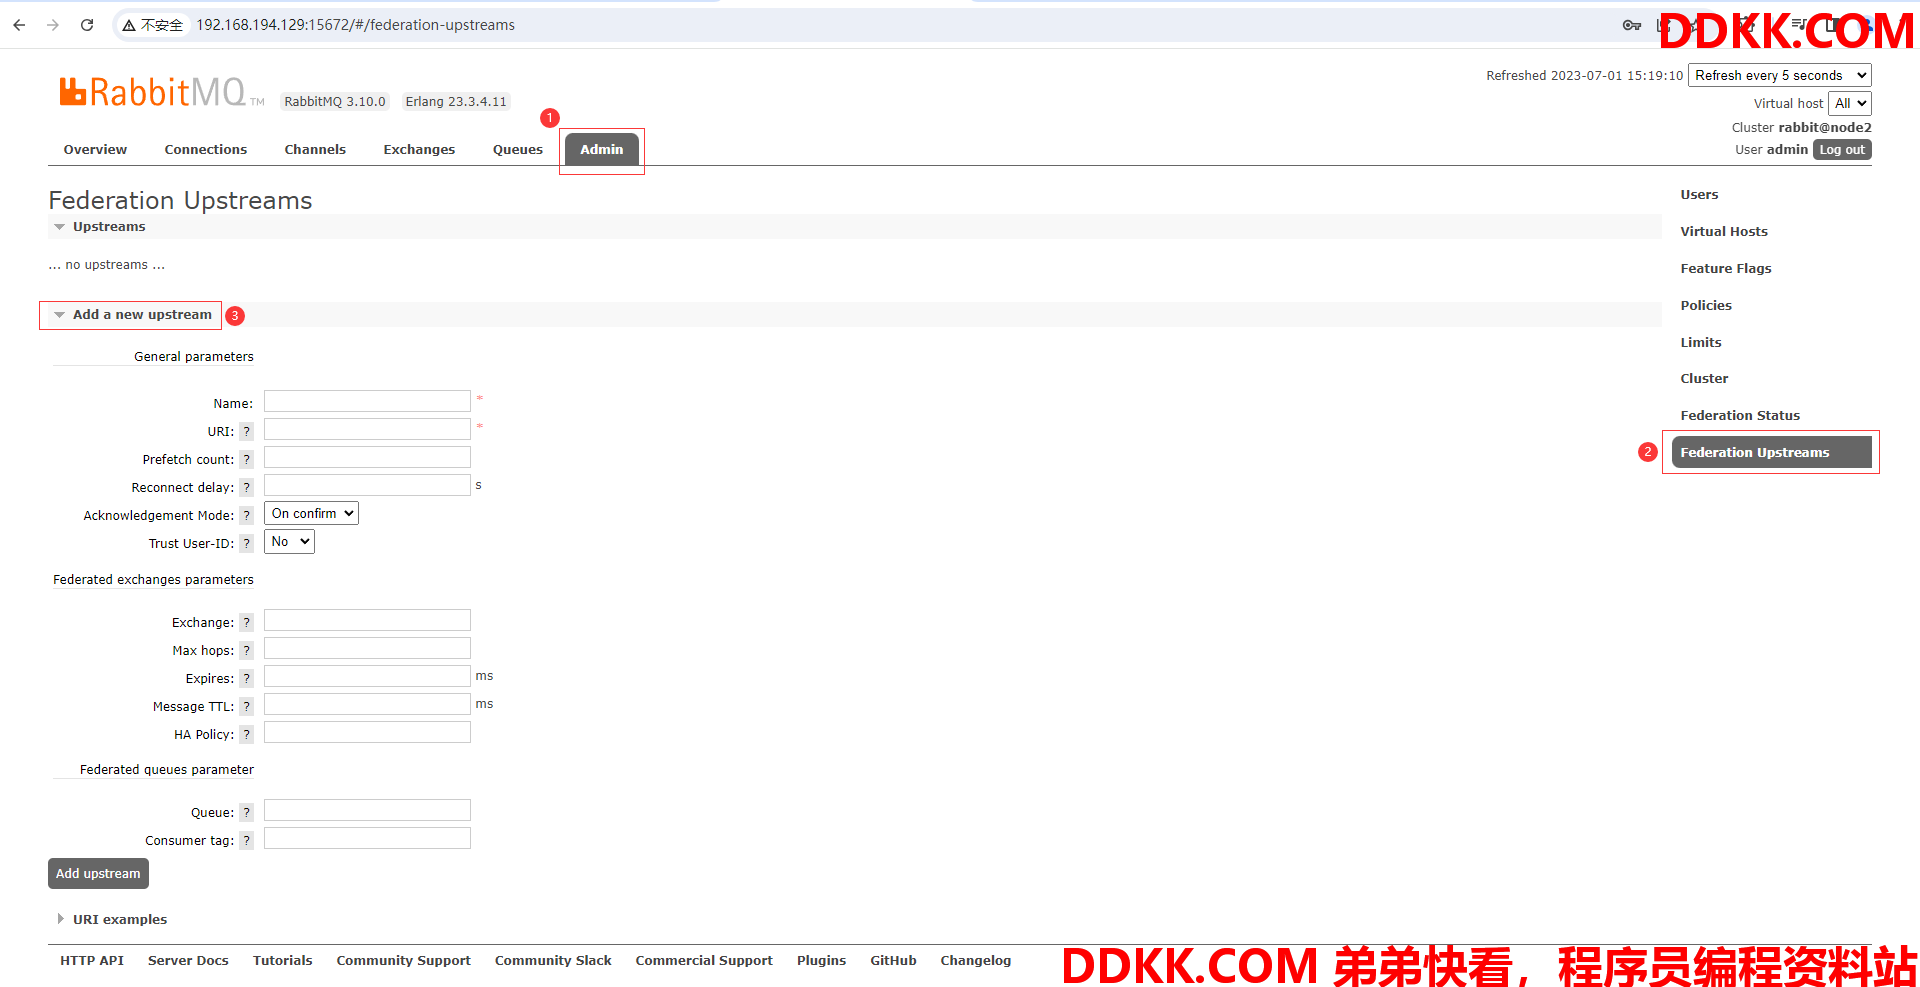 不安全 192.168.194.129:15672/#/federation-upstreams
DDKK.COM
RabbitMQ TM RabbitMQ 3.10.0 Erlang 23.3.4.11
Refreshed 2023-07-01 15:19:10 Refresh every 5 seconds
Virtual host All
Cluster rabbit@node2
User admin Log out
1
Overview Connections Channels Exchanges Queues Admin
Federation Upstreams
Upstreams
... no upstreams ...
Add a new upstream 3
General parameters
Name: *
URI: ? *
Prefetch count: ?
Reconnect delay: ? s
Acknowledgement Mode: ? On confirm
Trust User-ID: ? No
Federated exchanges parameters
Exchange: ?
Max hops: ?
Expires: ? ms
Message TTL: ? ms
HA Policy: ?
Federated queues parameter
Queue: ?
Consumer tag: ?
Add upstream
URI examples
Users
Virtual Hosts
Feature Flags
Policies
Limits
Cluster
Federation Status
2 Federation Upstreams
HTTP API Server Docs Tutorials Community Support Community Slack Commercial Support Plugins GitHub Changelog
DDKK.COM 弟弟快看，程序员编程资料站